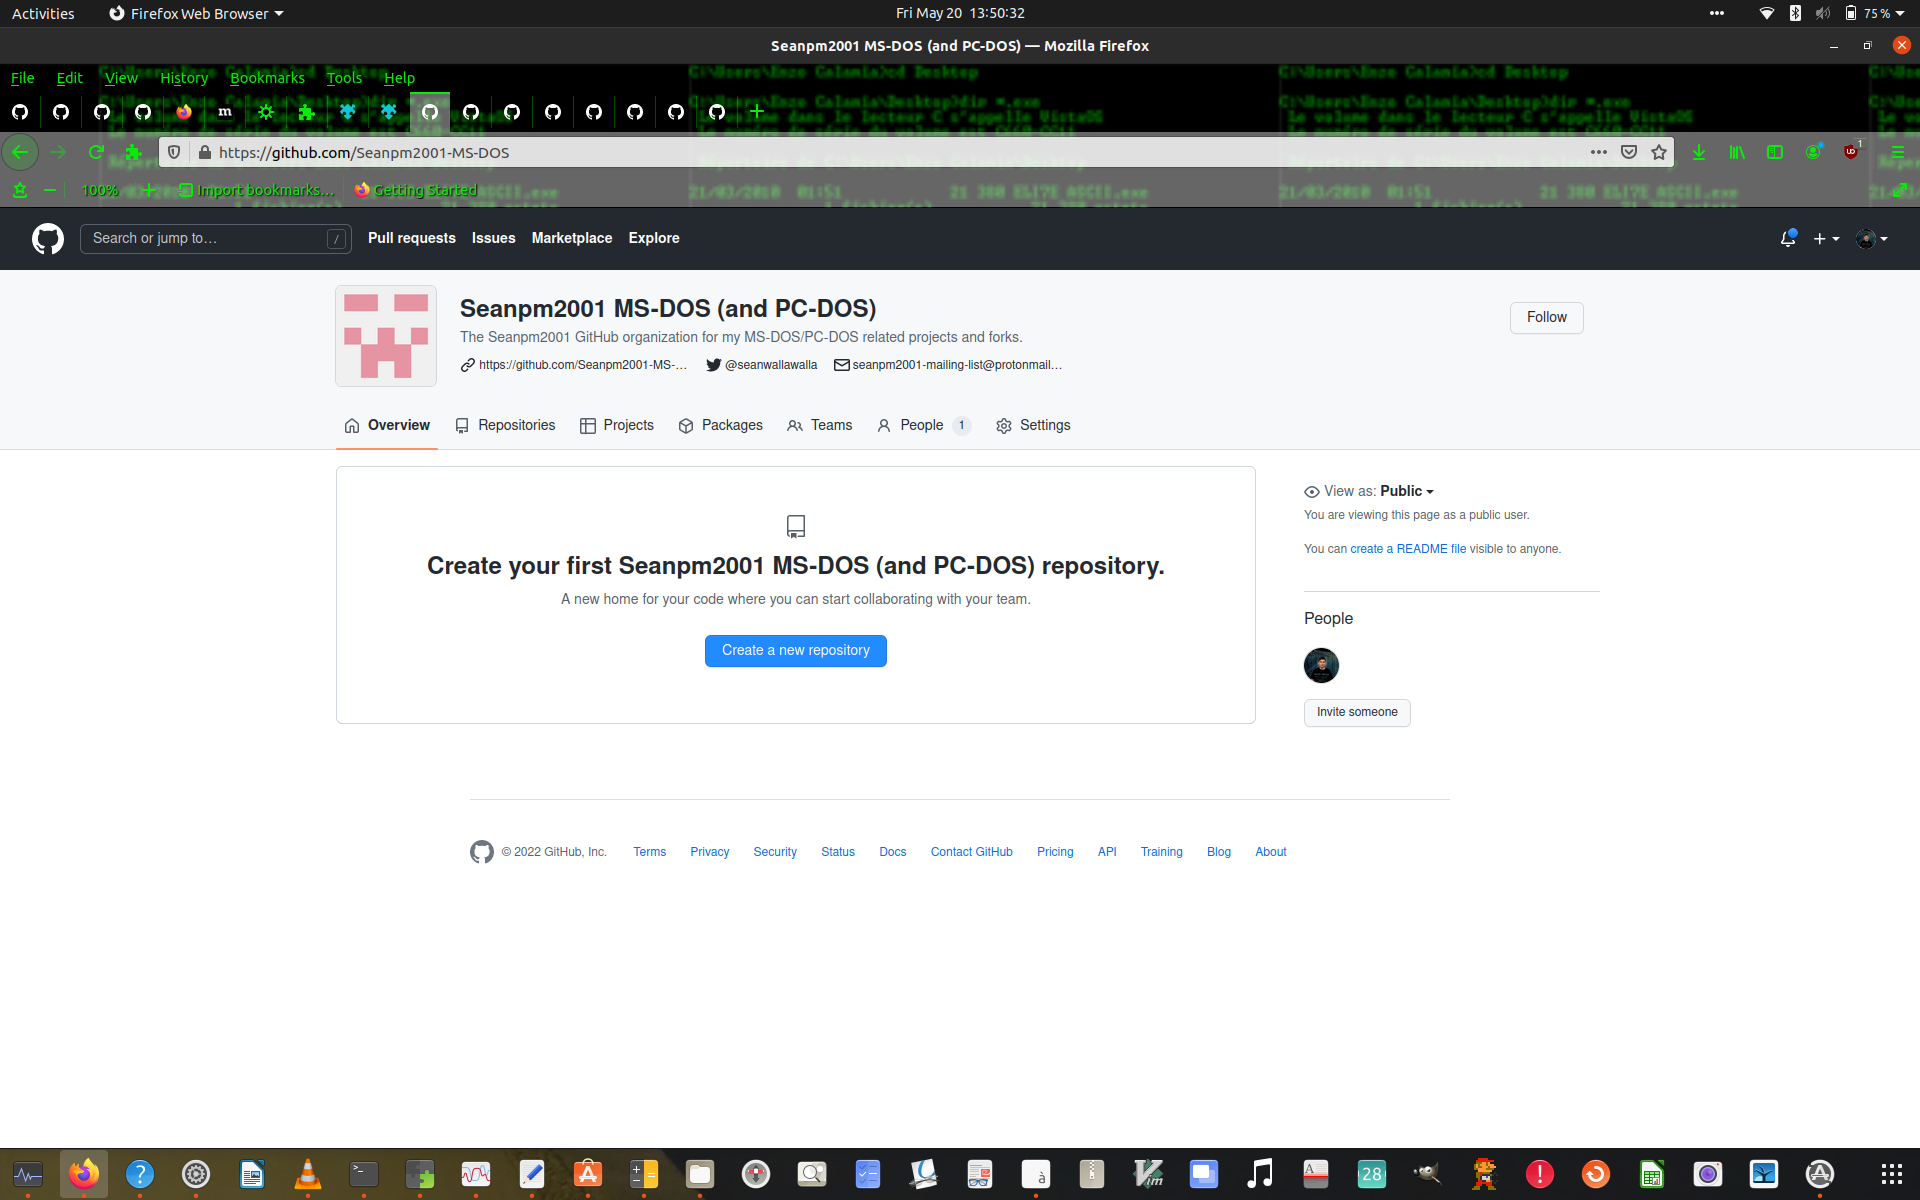 Activities Firefox Web Browser Fri May 20 13:50:32 75 %
Seanpm2001 MS-DOS (and PC-DOS) — Mozilla Firefox
File Edit View History Bookmarks Tools Help
https://github.com/Seanpm2001-MS-DOS
100% Import bookmarks… Getting Started
Search or jump to… / Pull requests Issues Marketplace Explore
Seanpm2001 MS-DOS (and PC-DOS)
The Seanpm2001 GitHub organization for my MS-DOS/PC-DOS related projects and forks.
https://github.com/Seanpm2001-MS-… @seanwallawalla seanpm2001-mailing-list@protonmail…
Follow
Overview Repositories Projects Packages Teams People 1 Settings
Create your first Seanpm2001 MS-DOS (and PC-DOS) repository.
A new home for your code where you can start collaborating with your team.
Create a new repository
View as: Public
You are viewing this page as a public user.
You can create a README file visible to anyone.
People
Invite someone
© 2022 GitHub, Inc. Terms Privacy Security Status Docs Contact GitHub Pricing API Training Blog About
28